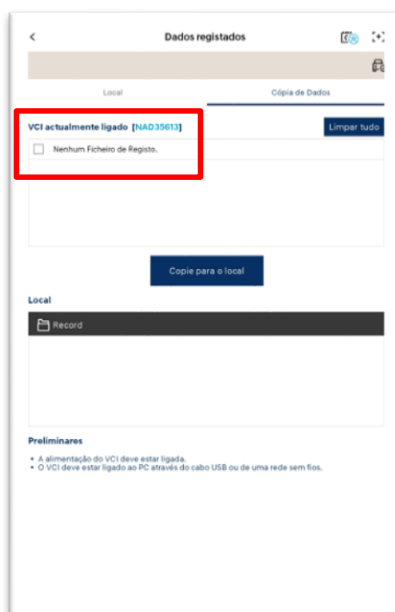 Dados registados
Local
Cópia de Dados
VCI actualmente ligado [NAD35613]
Limpar tudo
Nenhum Ficheiro de Registo.
Copie para o local
Local
Record
Preliminares
• A alimentação do VCI deve estar ligada.
• O VCI deve estar ligado ao PC através do cabo USB ou de uma rede sem fios.